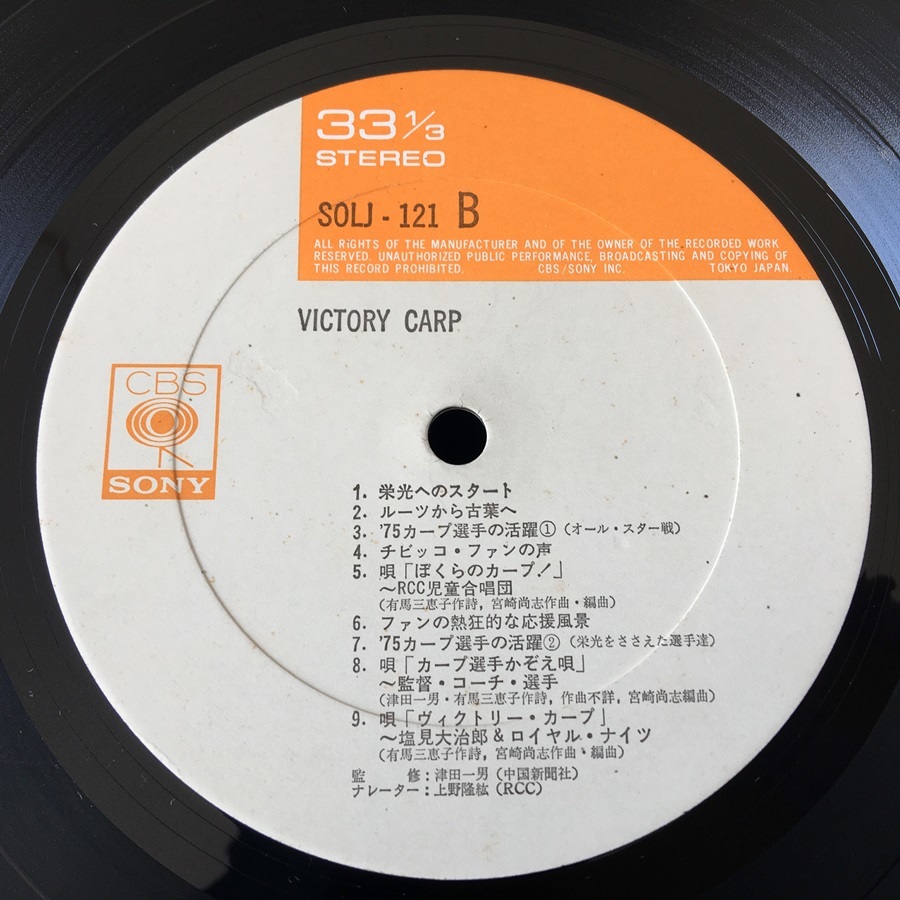 33 1/3
STEREO
SOLJ - 121 B
ALL RiGHTS OF THE MANUFACTURER AND OF THE OWNER OF THE RECORDED WORK
RESERVED. UNAUTHORIZED PUBLIC PERFORMANCE, BROADCASTING AND COPYING OF
THIS RECORD PROHIBITED. CBS/SONY INC. TOKYO JAPAN.
VICTORY CARP
CBS
SONY
1. 栄光へのスタート
2. ルーツから古葉へ
3. '75カープ選手の活躍①（オール・スター戦）
4. チビッコ・ファンの声
5. 唄「ぼくらのカープ！」
～RCC児童合唱団
（有馬三恵子作詩，宮崎尚志作曲・編曲）
6. ファンの熱狂的な応援風景
7. '75カープ選手の活躍②（栄光をささえた選手達）
8. 唄「カープ選手かぞえ唄」
～監督・コーチ・選手
（津田一男・有馬三恵子作詩，作曲不詳，宮崎尚志編曲）
9. 唄「ヴィクトリー・カープ」
～塩見大治郎＆ロイヤル・ナイツ
（有馬三恵子作詩，宮崎尚志作曲・編曲）
監 修：津田一男（中国新聞社）
ナレーター：上野隆紘（RCC）